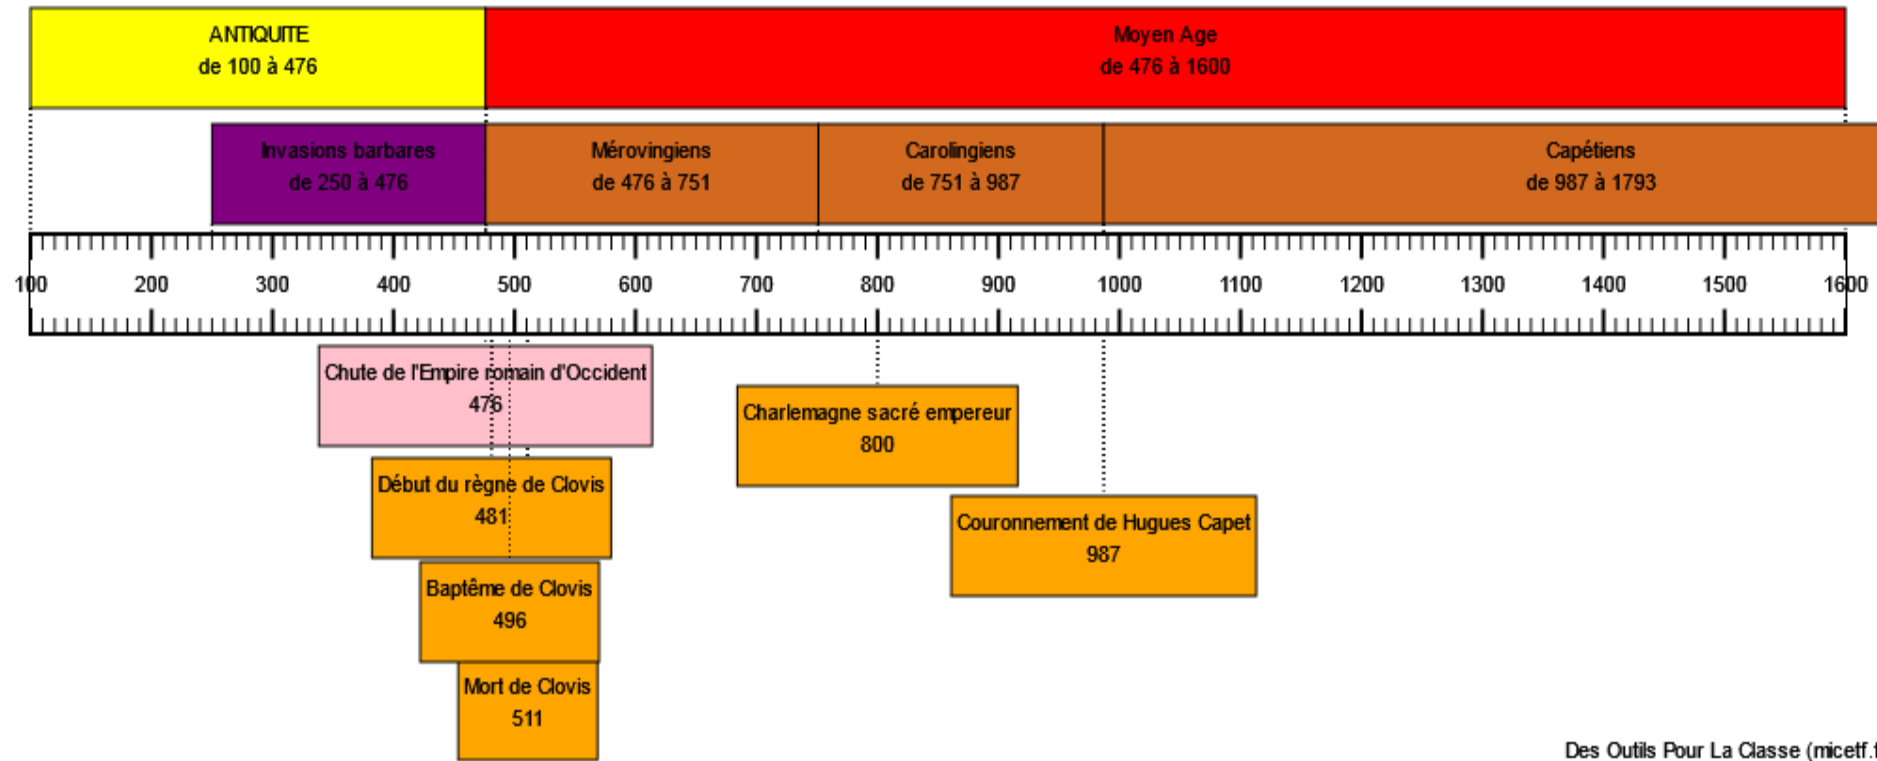 ANTIQUITE
de 100 à 476
Moyen Age
de 476 à 1600
Invasions barbares
de 250 à 476
Mérovingiens
de 476 à 751
Carolingiens
de 751 à 987
Capétiens
de 987 à 1793
100 200 300 400 500 600 700 800 900 1000 1100 1200 1300 1400 1500 1600
Chute de l'Empire romain d'Occident
476
Début du règne de Clovis
481
Baptême de Clovis
496
Mort de Clovis
511
Charlemagne sacré empereur
800
Couronnement de Hugues Capet
987
Des Outils Pour La Classe (micetf.f